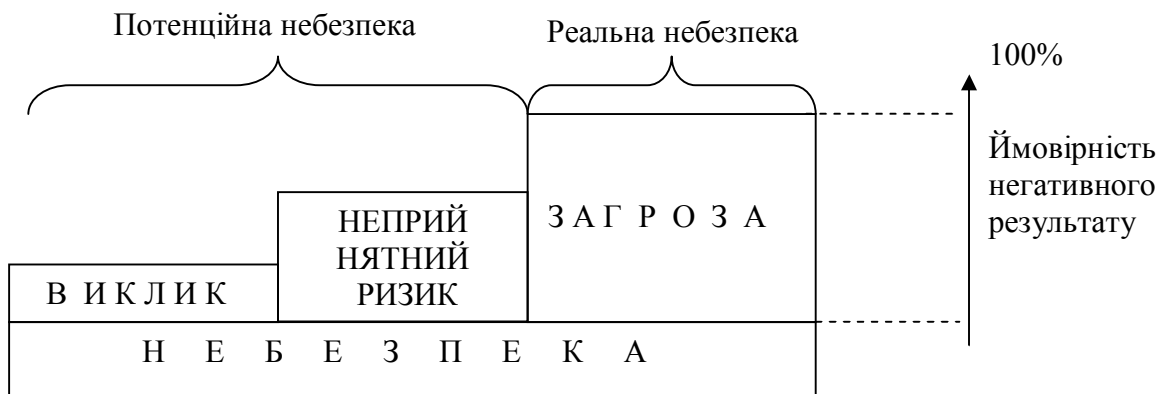 Потенційна небезпека
Реальна небезпека
100%
Ймовірність
негативного
результату
З А Г Р О З А
НЕПРИЙ
НЯТНИЙ
РИЗИК
В И К Л И К
Н Е Б Е З П Е К А